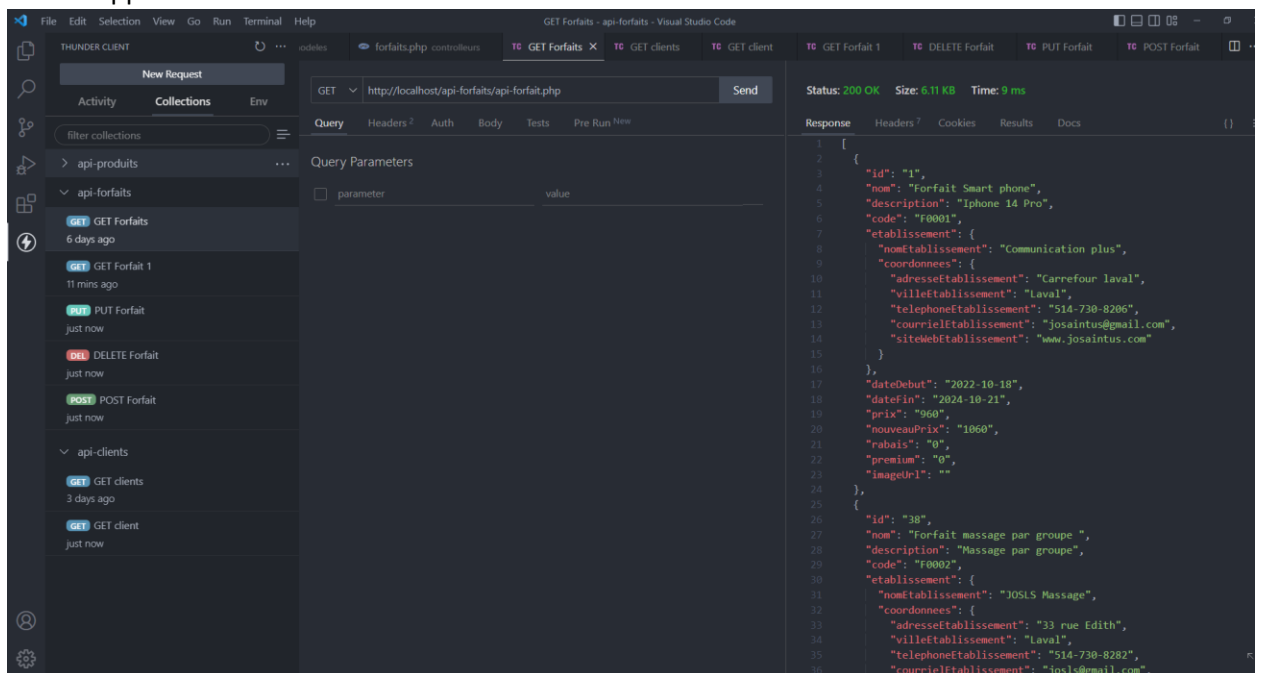 File Edit Selection View Go Run Terminal Help GET Forfaits - api-forfaits - Visual Studio Code
THUNDER CLIENT
New Request
Activity Collections Env
filter collections
api-produits
api-forfaits
GET GET Forfaits
6 days ago
GET GET Forfait 1
11 mins ago
PUT PUT Forfait
just now
DEL DELETE Forfait
just now
POST POST Forfait
just now
api-clients
GET GET clients
3 days ago
GET GET client
just now
odeles forfaits.php controlleurs TC GET Forfaits TC GET clients TC GET client TC GET Forfait 1 TC DELETE Forfait TC PUT Forfait TC POST Forfait
GET http://localhost/api-forfaits/api-forfait.php Send
Query Headers 2 Auth Body Tests Pre Run New
Query Parameters
parameter value
Status: 200 OK Size: 6.11 KB Time: 9 ms
Response Headers 7 Cookies Results Docs {}
1 [
2 {
3 "id": "1",
4 "nom": "Forfait Smart phone",
5 "description": "Iphone 14 Pro",
6 "code": "F0001",
7 "etablissement": {
8 "nomEtablissement": "Communication plus",
9 "coordonnees": {
10 "adresseEtablissement": "Carrefour laval",
11 "villeEtablissement": "Laval",
12 "telephoneEtablissement": "514-730-8206",
13 "courrielEtablissement": "josaintus@gmail.com",
14 "siteWebEtablissement": "www.josaintus.com"
15 }
16 },
17 "dateDebut": "2022-10-18",
18 "dateFin": "2024-10-21",
19 "prix": "960",
20 "nouveauPrix": "1060",
21 "rabais": "0",
22 "premium": "0",
23 "imageUrl": ""
24 },
25 {
26 "id": "38",
27 "nom": "Forfait massage par groupe ",
28 "description": "Massage par groupe",
29 "code": "F0002",
30 "etablissement": {
31 "nomEtablissement": "JOSLS Massage",
32 "coordonnees": {
33 "adresseEtablissement": "33 rue Edith",
34 "villeEtablissement": "Laval",
35 "telephoneEtablissement": "514-730-8282",
36 "courrielEtablissement": "josls@gmail.com",